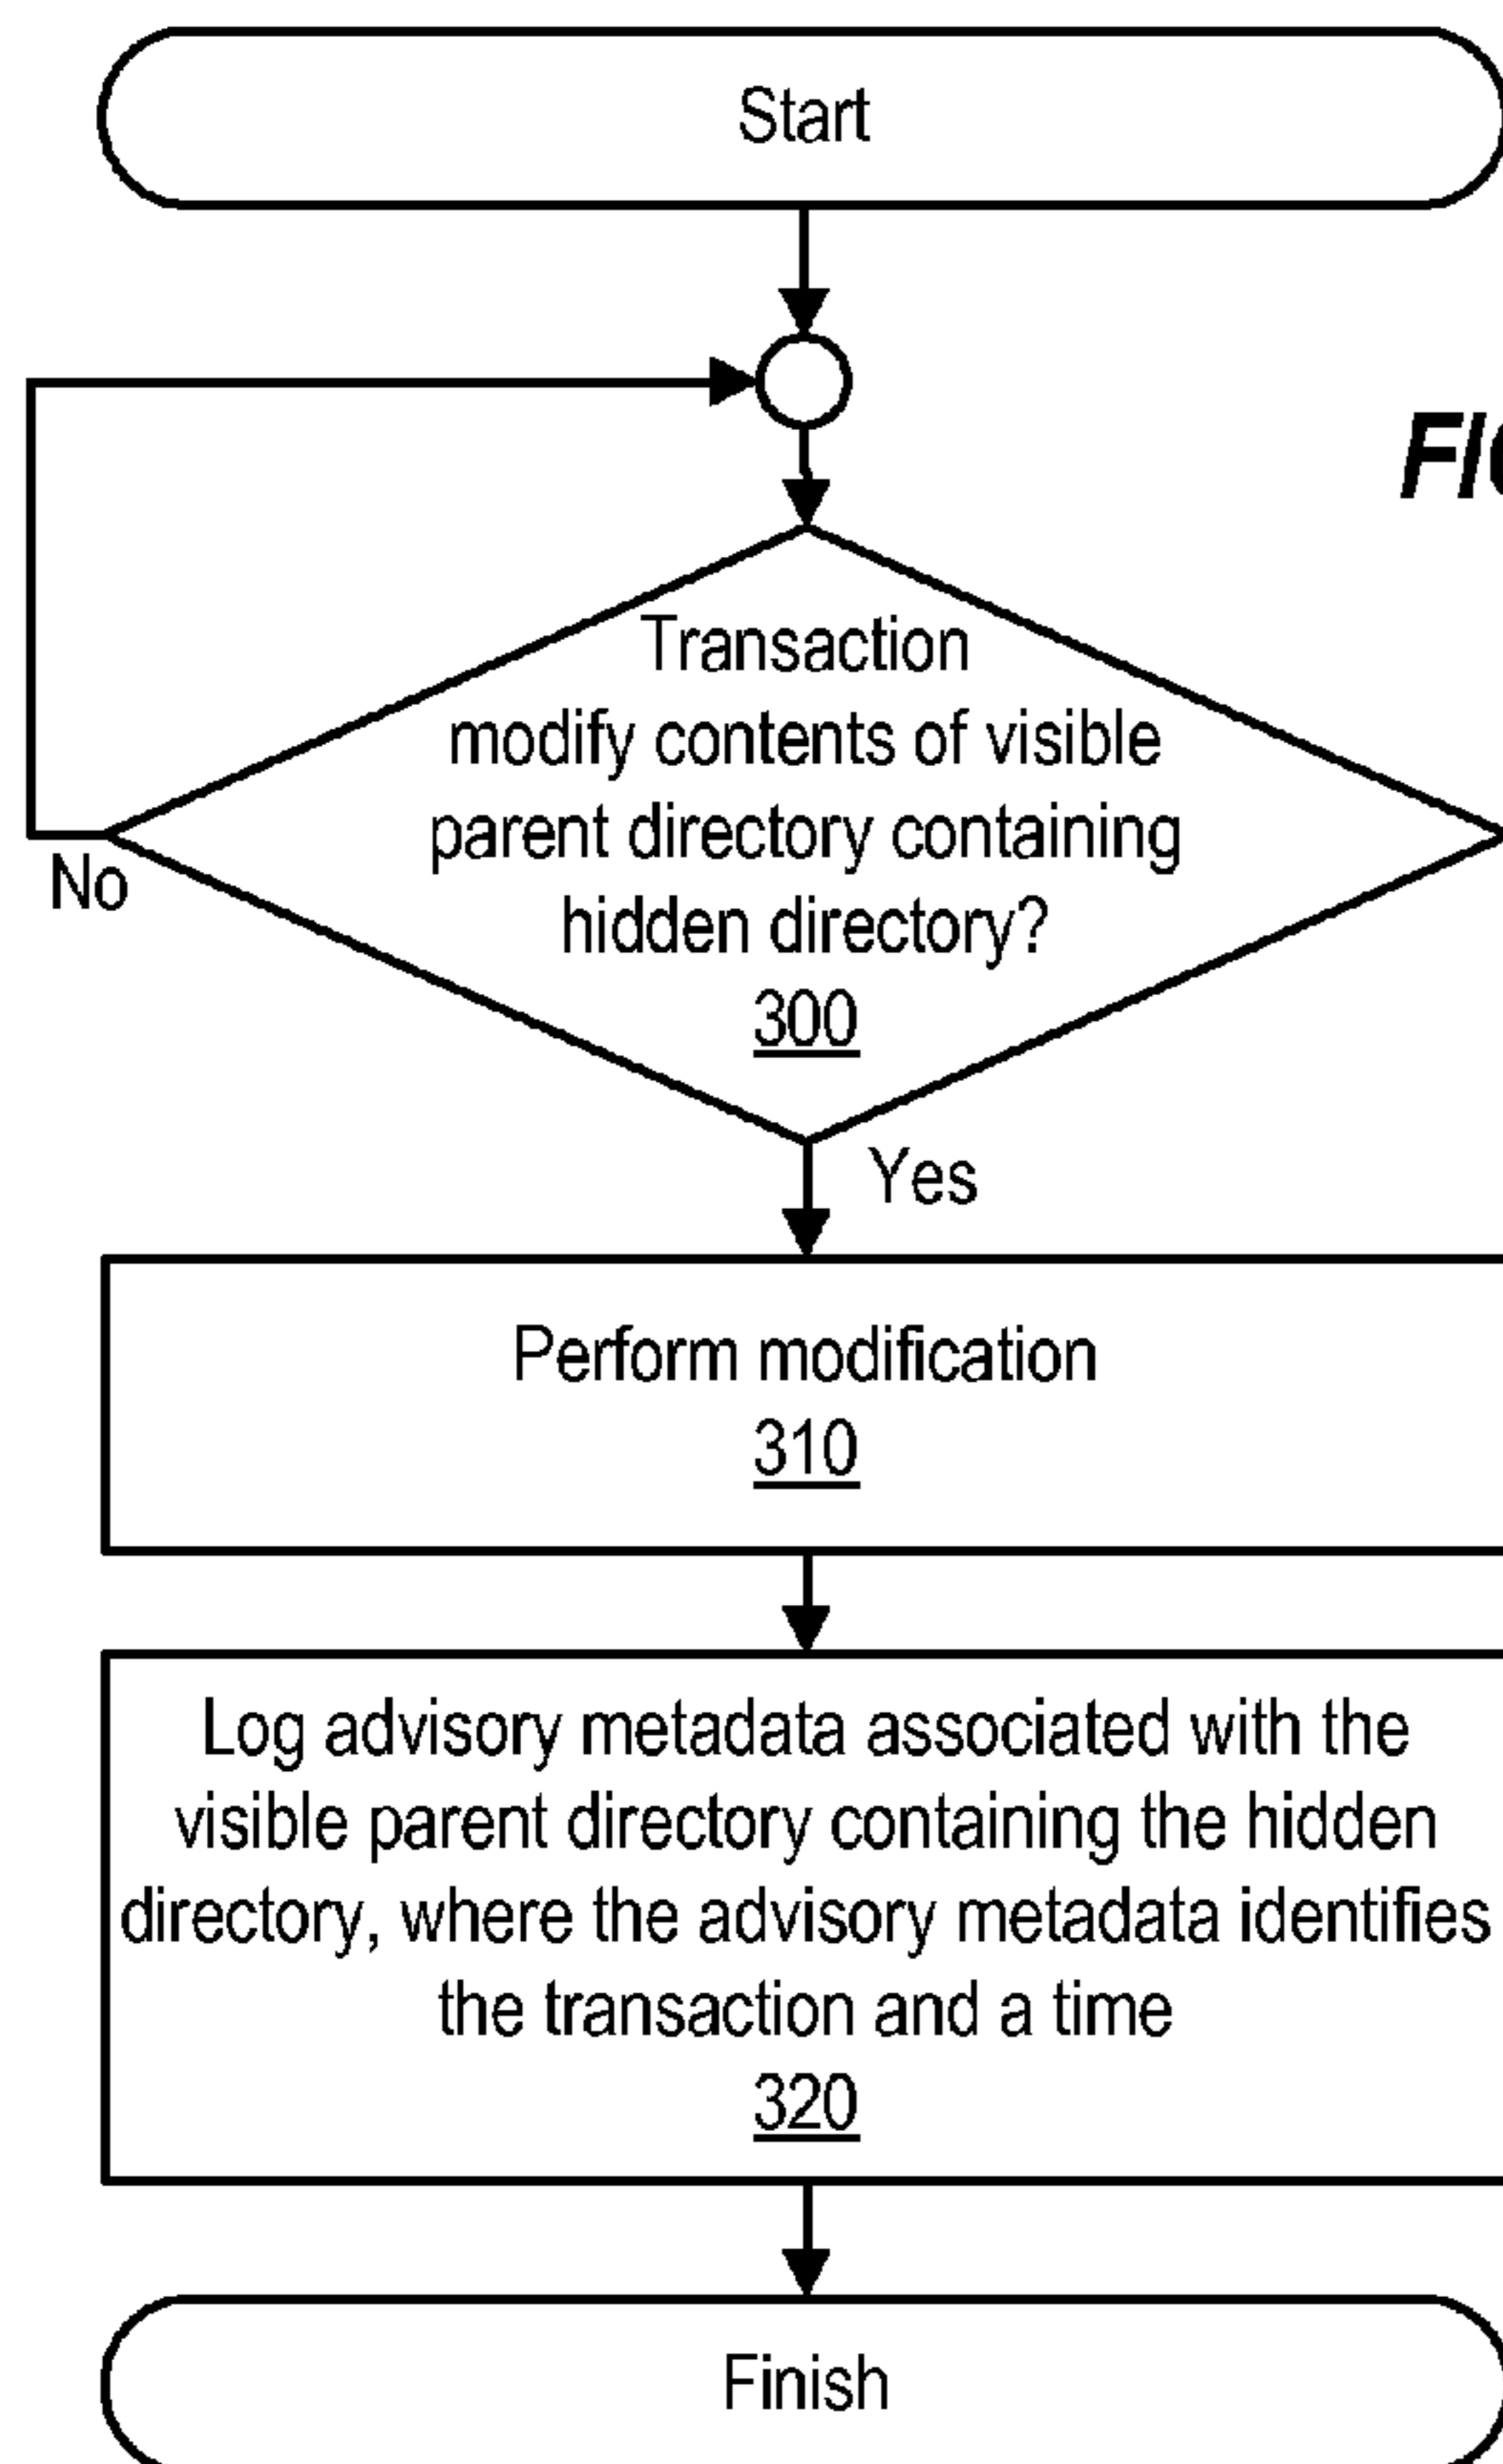 Start
FIG
Transaction
modify contents of visible
parent directory containing
hidden directory?
300
No
Yes
Perform modification
310
Log advisory metadata associated with the
visible parent directory containing the hidden
directory, where the advisory metadata identifies
the transaction and a time
320
Finish